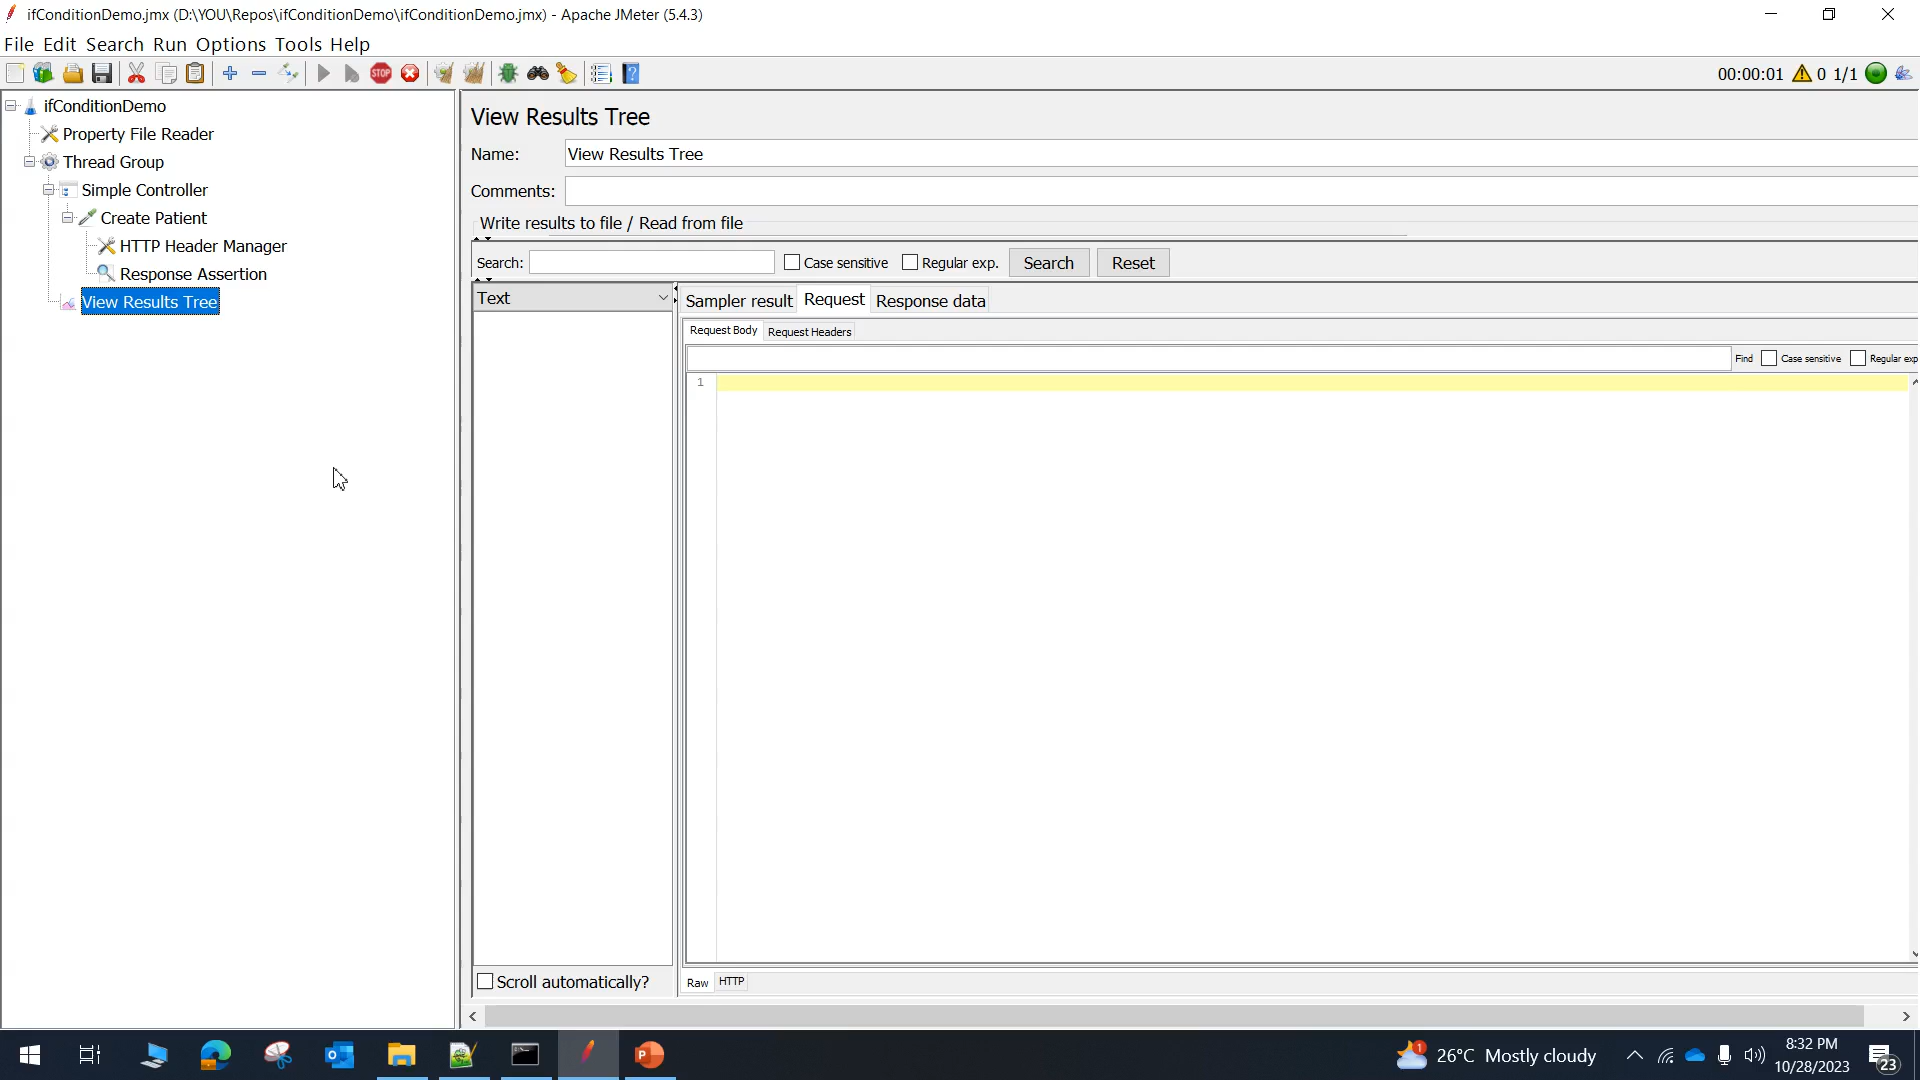 ifConditionDemo.jmx (D:\YOU\Repos\ifConditionDemo\ifConditionDemo.jmx) - Apache JMeter (5.4.3)
File Edit Search Run Options Tools Help
STOP
00:00:01 0 1/1
ifConditionDemo
Property File Reader
Thread Group
Simple Controller
Create Patient
HTTP Header Manager
Response Assertion
View Results Tree
View Results Tree
Name: View Results Tree
Comments:
Write results to file / Read from file
Search: Case sensitive Regular exp. Search Reset
Text
Sampler result Request Response data
Request Body Request Headers
Find Case sensitive Regular exp
1
Scroll automatically?
Raw HTTP
1 26°C Mostly cloudy
8:32 PM
10/28/2023
23